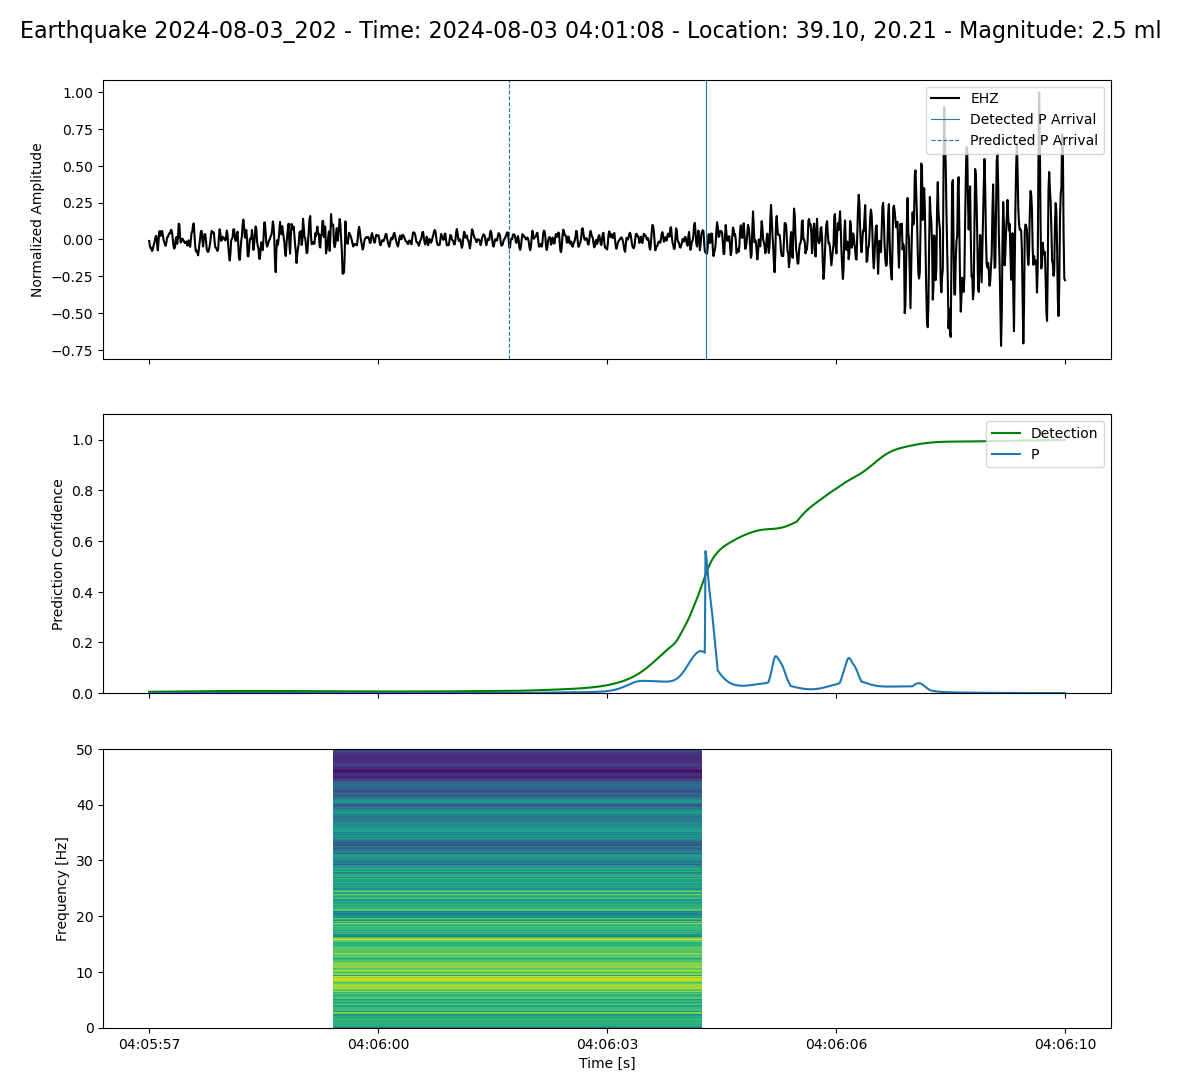 Earthquake 2024-08-03_202 - Time: 2024-08-03 04:01:08 - Location: 39.10, 20.21 - Magnitude: 2.5 ml
Normalized Amplitude
1.00
0.75
0.50
0.25
0.00
−0.25
−0.50
−0.75
EHZ
Detected P Arrival
Predicted P Arrival
Prediction Confidence
1.0
0.8
0.6
0.4
0.2
0.0
Detection
P
Frequency [Hz]
50
40
30
20
10
0
04:05:57 04:06:00 04:06:03 04:06:06 04:06:10
Time [s]